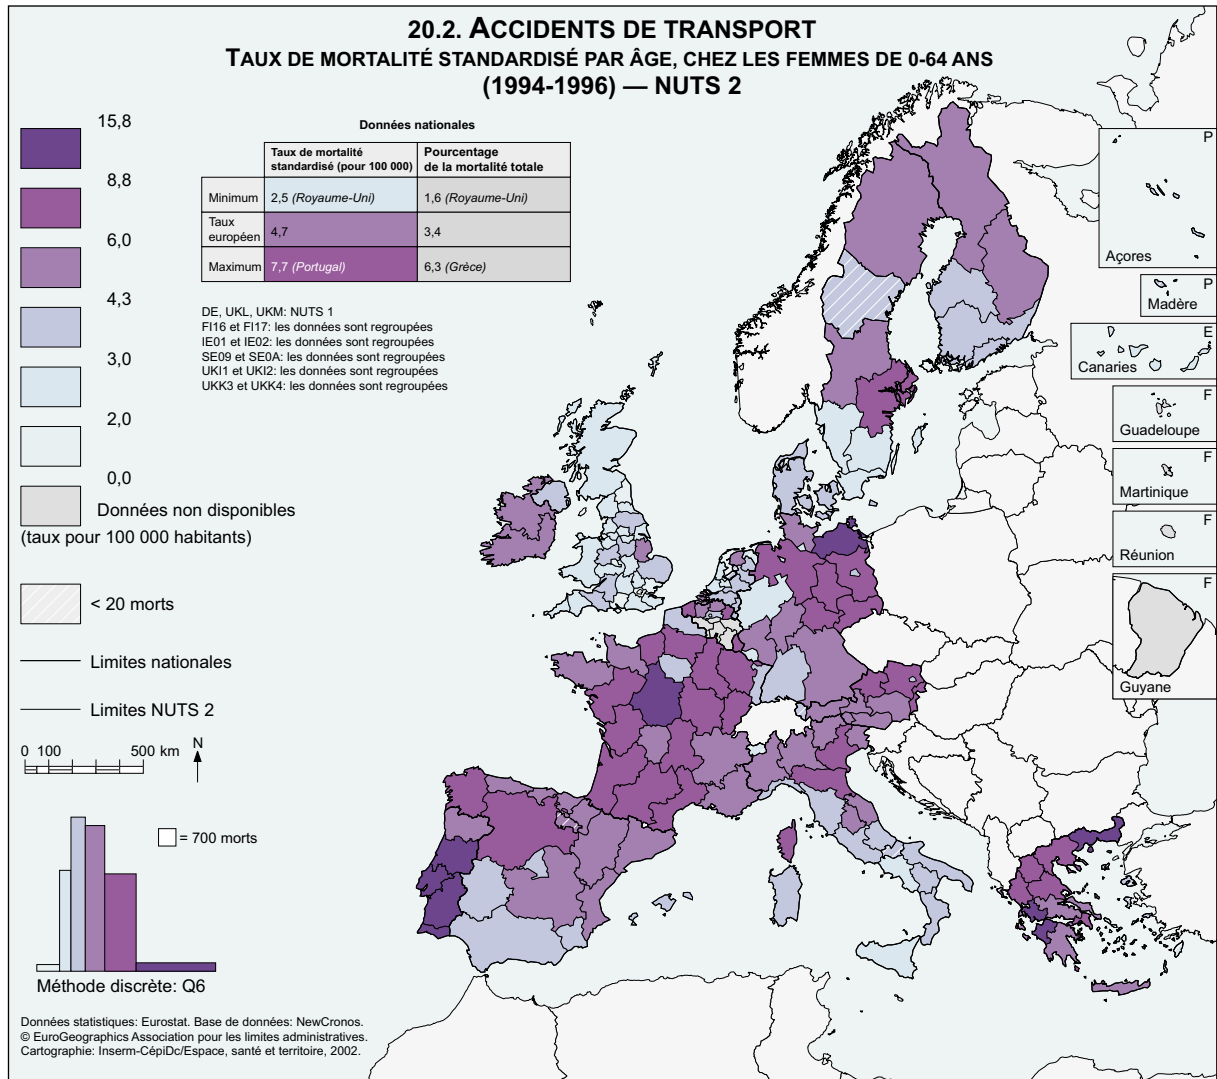 20.2. ACCIDENTS DE TRANSPORT
TAUX DE MORTALITÉ STANDARDISÉ PAR ÂGE, CHEZ LES FEMMES DE 0-64 ANS
(1994-1996) — NUTS 2
15,8
8,8
6,0
4,3
3,0
2,0
0,0
Données non disponibles
(taux pour 100 000 habitants)
< 20 morts
Limites nationales
Limites NUTS 2
0 100 500 km
N
= 700 morts
Méthode discrète: Q6
Données statistiques: Eurostat. Base de données: NewCronos.
© EuroGeographics Association pour les limites administratives.
Cartographie: Inserm-CépiDc/Espace, santé et territoire, 2002.
Données nationales
Taux de mortalité standardisé (pour 100 000)
Pourcentage de la mortalité totale
Minimum 2,5 (Royaume-Uni) 1,6 (Royaume-Uni)
Taux européen 4,7 3,4
Maximum 7,7 (Portugal) 6,3 (Grèce)
DE, UKL, UKM: NUTS 1
FI16 et FI17: les données sont regroupées
IE01 et IE02: les données sont regroupées
SE09 et SE0A: les données sont regroupées
UKI1 et UKI2: les données sont regroupées
UKK3 et UKK4: les données sont regroupées
P
Açores
P
Madère
E
Canaries
F
Guadeloupe
F
Martinique
F
Réunion
F
Guyane